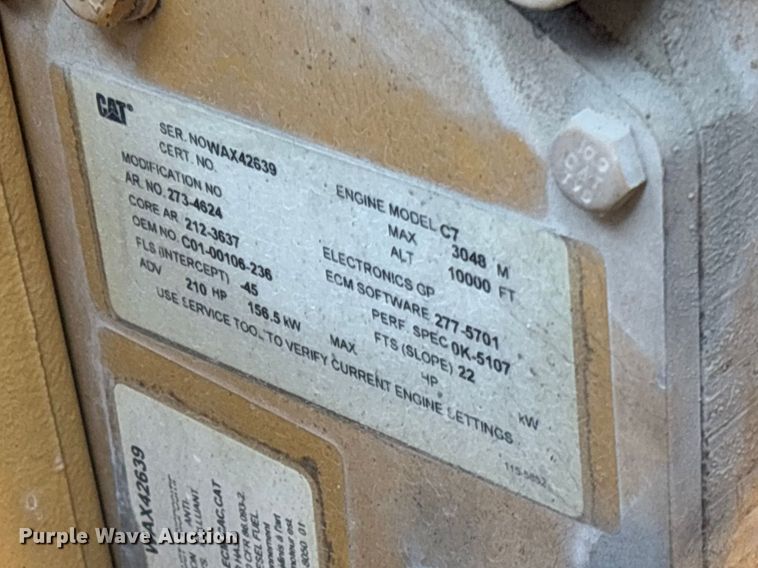 CAT®
SER. NOWAX42639
CERT. NO.
MODIFICATION NO
AR. NO. 273-4624
CORE AR. 212-3637
OEM NO. C01-00106-236
FLS (INTERCEPT) -45
ADV 210 HP 156.5 kW MAX HP kW
USE SERVICE TOOL TO VERIFY CURRENT ENGINE SETTINGS
ENGINE MODEL C7
MAX 3048 M
ALT 10000 FT
ELECTRONICS GP
ECM SOFTWARE 277-5701
PERF. SPEC 0K-5107
FTS (SLOPE) 22
WAX42639
ANTI-
ESEL FUEL
Purple Wave Auction